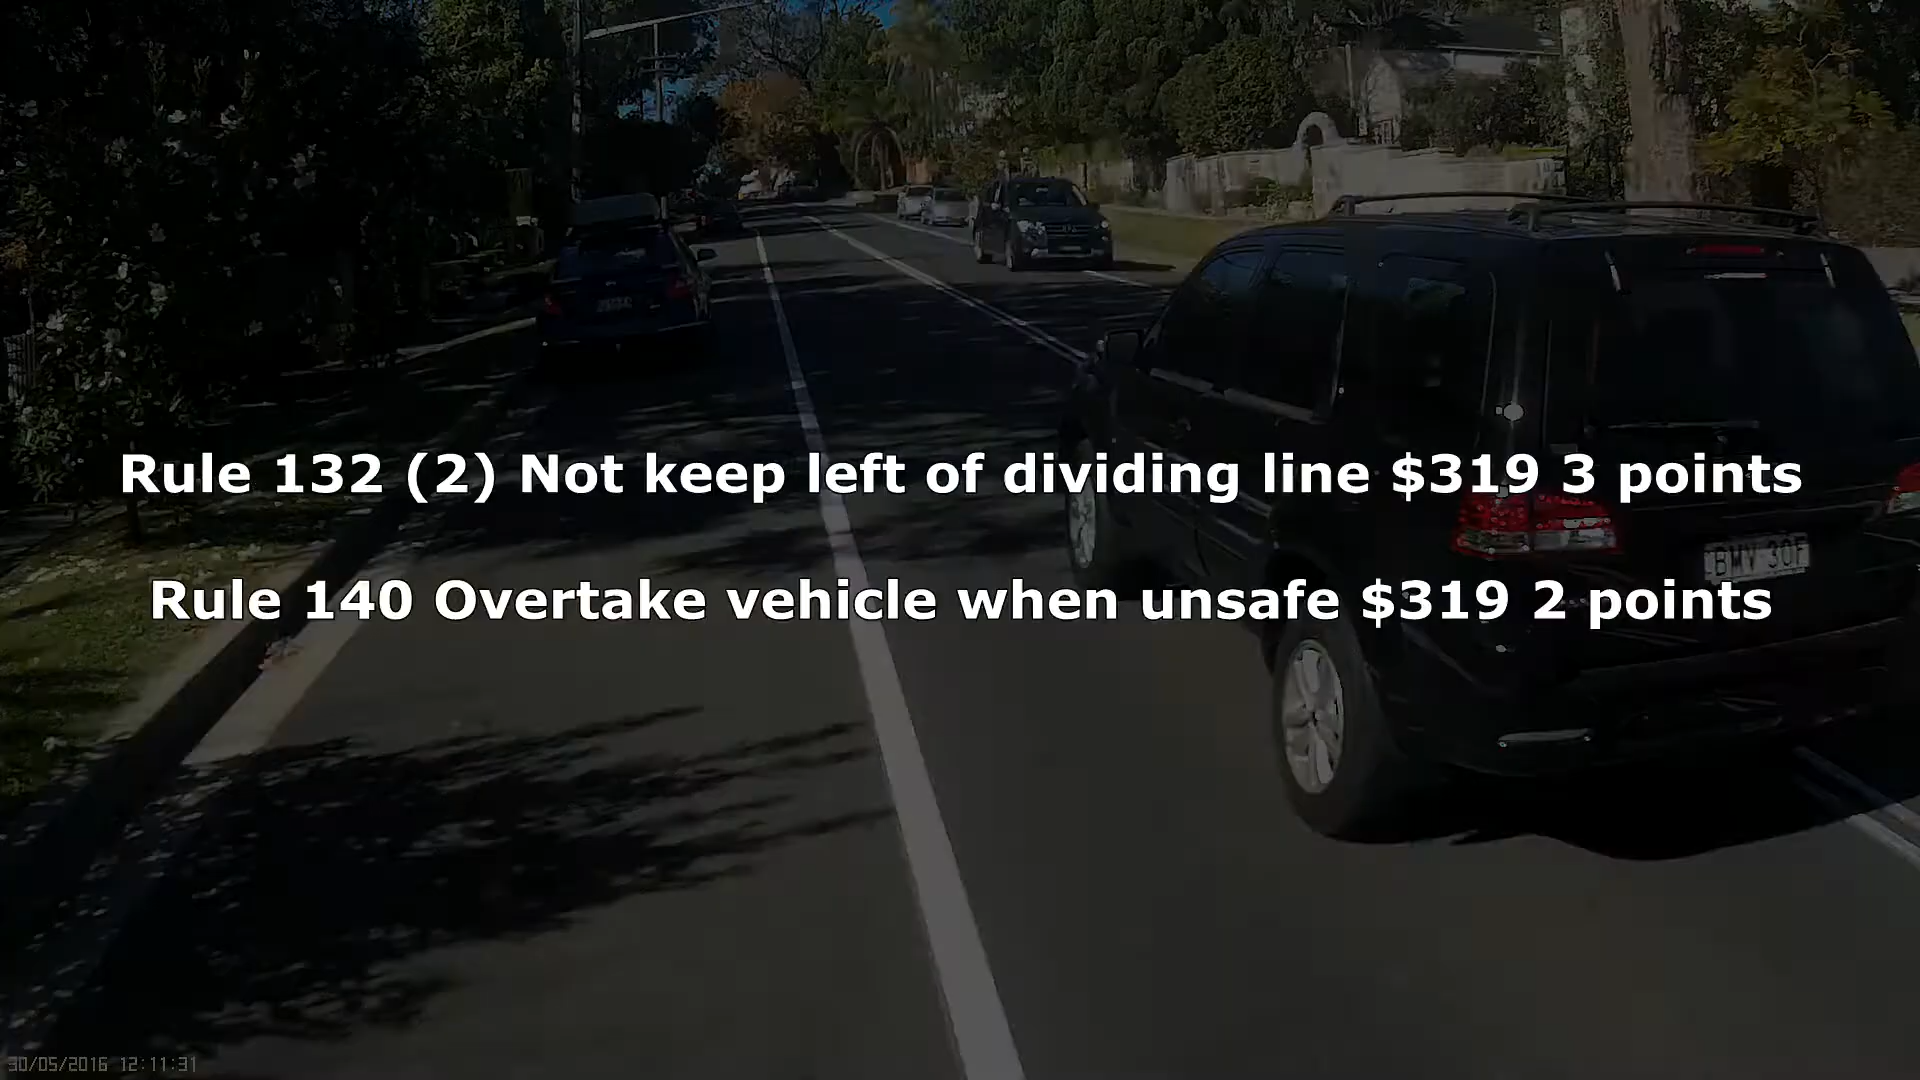 Rule 132 (2) Not keep left of dividing line $319 3 points
Rule 140 Overtake vehicle when unsafe $319 2 points
30/05/2016 12:11:31